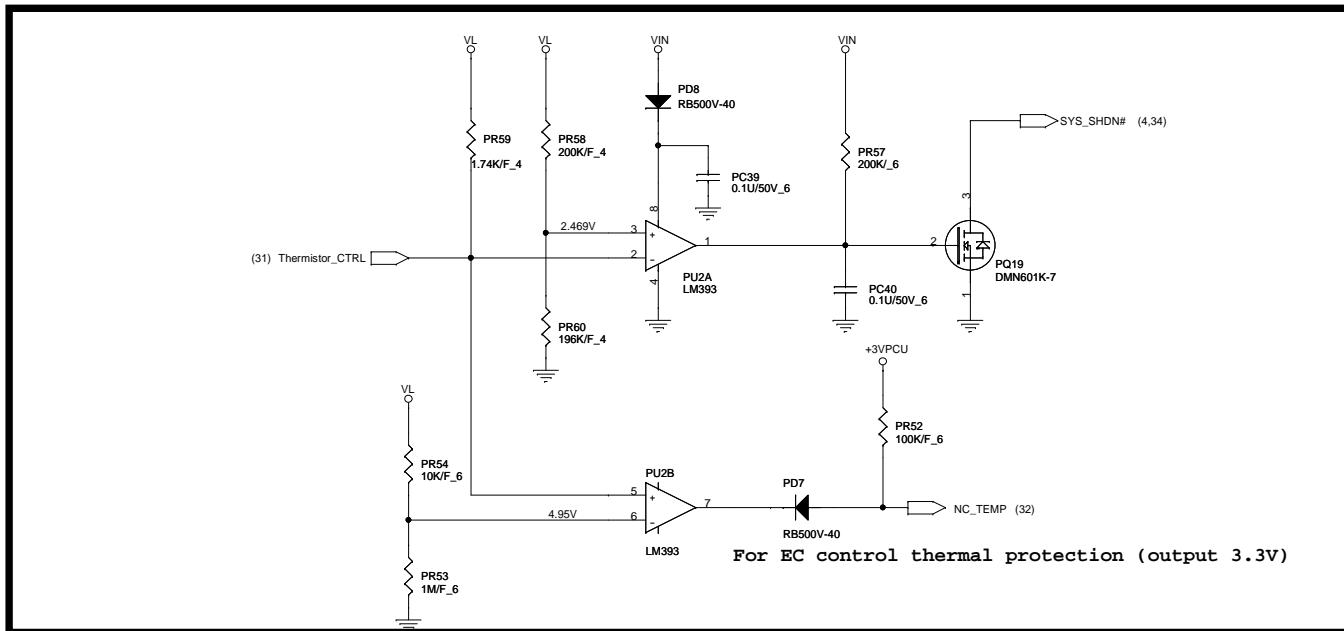 VL
VL
VIN
VIN
PD8
RB500V-40
SYS_SHDN# (4,34)
PR59
1.74K/F_4
PR58
200K/F_4
PR57
200K/_6
PC39
0.1U/50V_6
3
8
2.469V
3
+
1
2
2
-
(31) Thermistor_CTRL
PU2A
LM393
4
PQ19
DMN601K-7
1
PC40
0.1U/50V_6
PR60
196K/F_4
+3VPCU
VL
PR52
100K/F_6
PR54
10K/F_6
PU2B
PD7
5
+
7
4.95V
6
-
NC_TEMP (32)
RB500V-40
LM393
For EC control thermal protection (output 3.3V)
PR53
1M/F_6